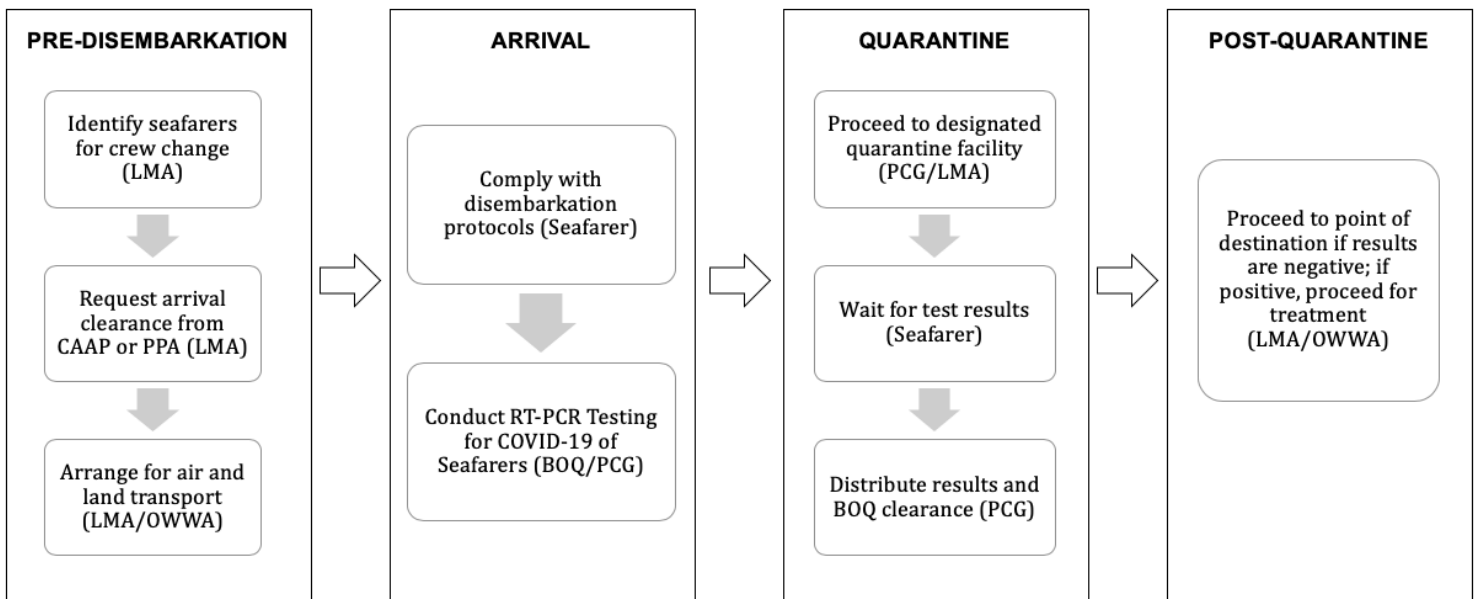 PRE-DISEMBARKATION
Identify seafarers
for crew change
(LMA)
Request arrival
clearance from
CAAP or PPA (LMA)
Arrange for air and
land transport
(LMA/OWWA)
ARRIVAL
Comply with
disembarkation
protocols (Seafarer)
Conduct RT-PCR Testing
for COVID-19 of
Seafarers (BOQ/PCG)
QUARANTINE
Proceed to designated
quarantine facility
(PCG/LMA)
Wait for test results
(Seafarer)
Distribute results and
BOQ clearance (PCG)
POST-QUARANTINE
Proceed to point of
destination if results
are negative; if
positive, proceed for
treatment
(LMA/OWWA)